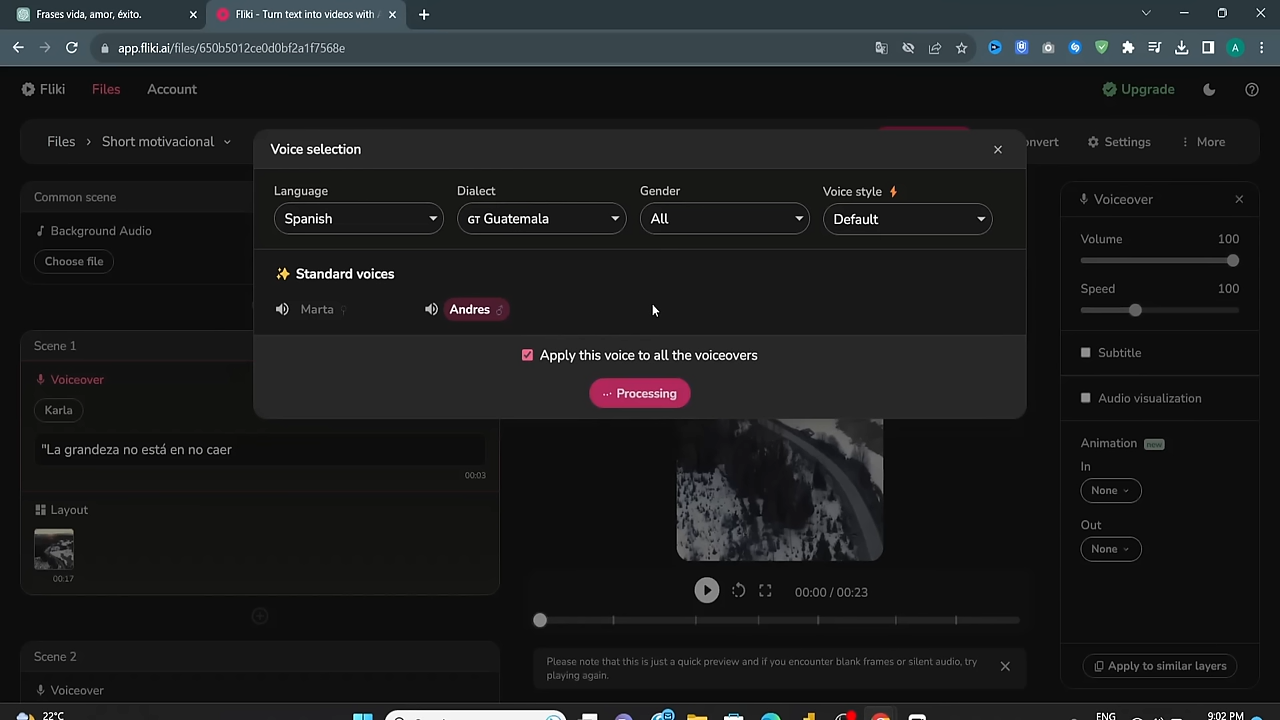 Frases vida, amor, éxito.
Fliki - Turn text into videos with
app.fliki.ai/files/650b5012ce0d0bf2a1f7568e
A
Fliki
Files
Account
Upgrade
Files
Short motivacional
Settings
More
Voice selection
Language
Dialect
Gender
Voice style
Spanish
GT Guatemala
All
Default
Standard voices
Marta
Andres
Apply this voice to all the voiceovers
Processing
Common scene
Background Audio
Choose file
Scene 1
Voiceover
Karla
"La grandeza no está en no caer
00:03
Layout
00:17
Scene 2
Voiceover
00:00 / 00:23
Please note that this is just a quick preview and if you encounter blank frames or silent audio, try
playing again.
Voiceover
Volume
100
Speed
100
Subtitle
Audio visualization
Animation new
In
None
Out
None
Apply to similar layers
22°C
ENG
9:02 PM